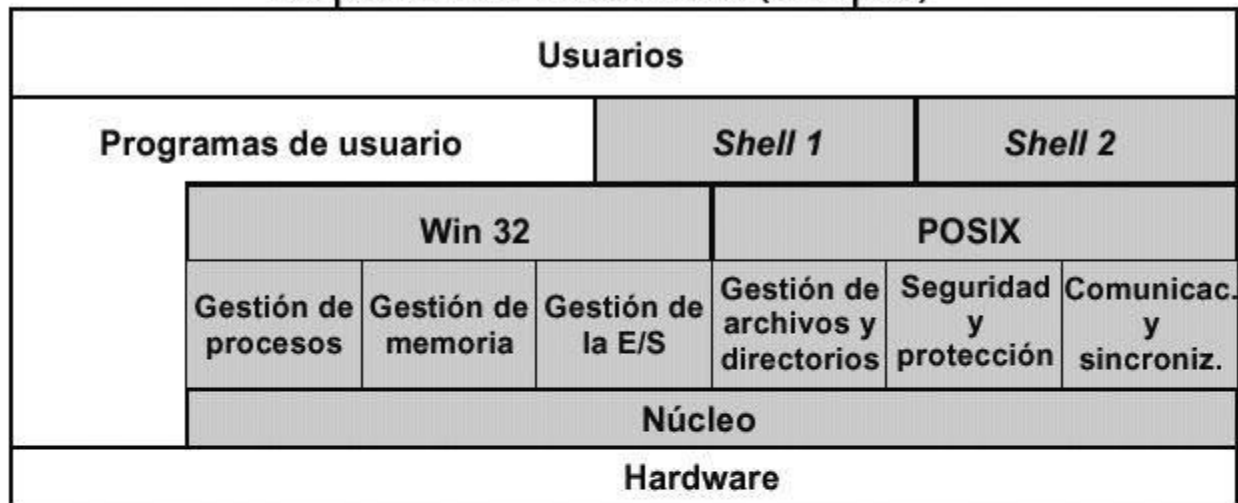 Usuarios
Programas de usuario
Shell 1
Shell 2
Win 32
POSIX
Gestión de
procesos
Gestión de
memoria
Gestión de
la E/S
Gestión de
archivos y
directorios
Seguridad
y
protección
Comunicac.
y
sincroniz.
Núcleo
Hardware